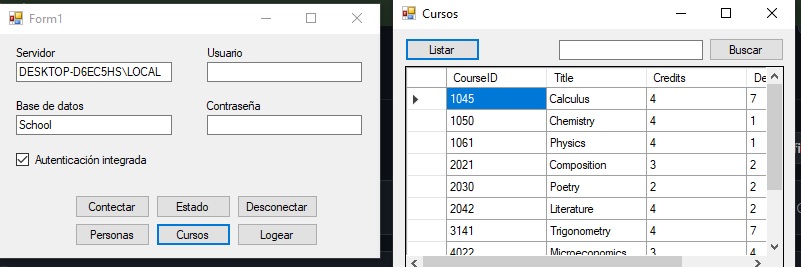 Form1
Servidor Usuario
DESKTOP-D6EC5HS\LOCAL
Base de datos Contraseña
School
Autenticación integrada
Contectar Estado Desconectar
Personas Cursos Logear
Cursos
Listar Buscar
CourseID Title Credits De
1045 Calculus 4 7
1050 Chemistry 4 1
1061 Physics 4 1
2021 Composition 3 2
2030 Poetry 2 2
2042 Literature 4 2
3141 Trigonometry 4 7
4022 Microeconomics 3 4